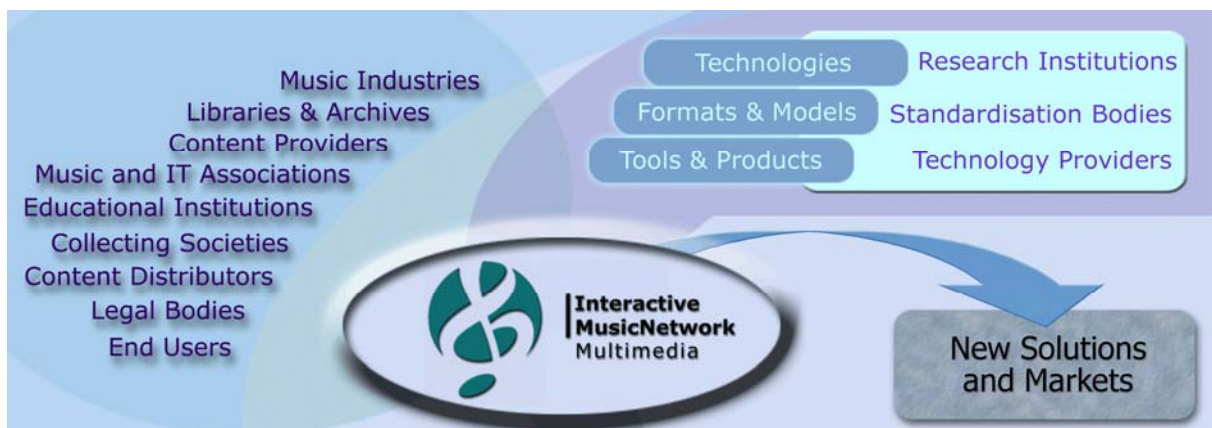 Music Industries
Libraries & Archives
Content Providers
Music and IT Associations
Educational Institutions
Collecting Societies
Content Distributors
Legal Bodies
End Users
Technologies
Research Institutions
Formats & Models
Standardisation Bodies
Tools & Products
Technology Providers
Interactive
MusicNetwork
Multimedia
New Solutions
and Markets